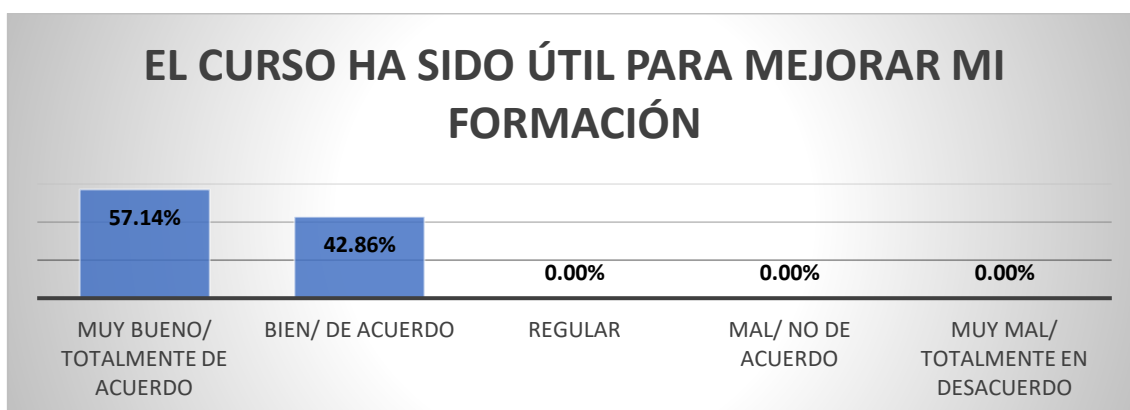 EL CURSO HA SIDO ÚTIL PARA MEJORAR MI
FORMACIÓN
57.14%
42.86%
0.00%
0.00%
0.00%
MUY BUENO/
TOTALMENTE DE
ACUERDO
BIEN/ DE ACUERDO
REGULAR
MAL/ NO DE
ACUERDO
MUY MAL/
TOTALMENTE EN
DESACUERDO